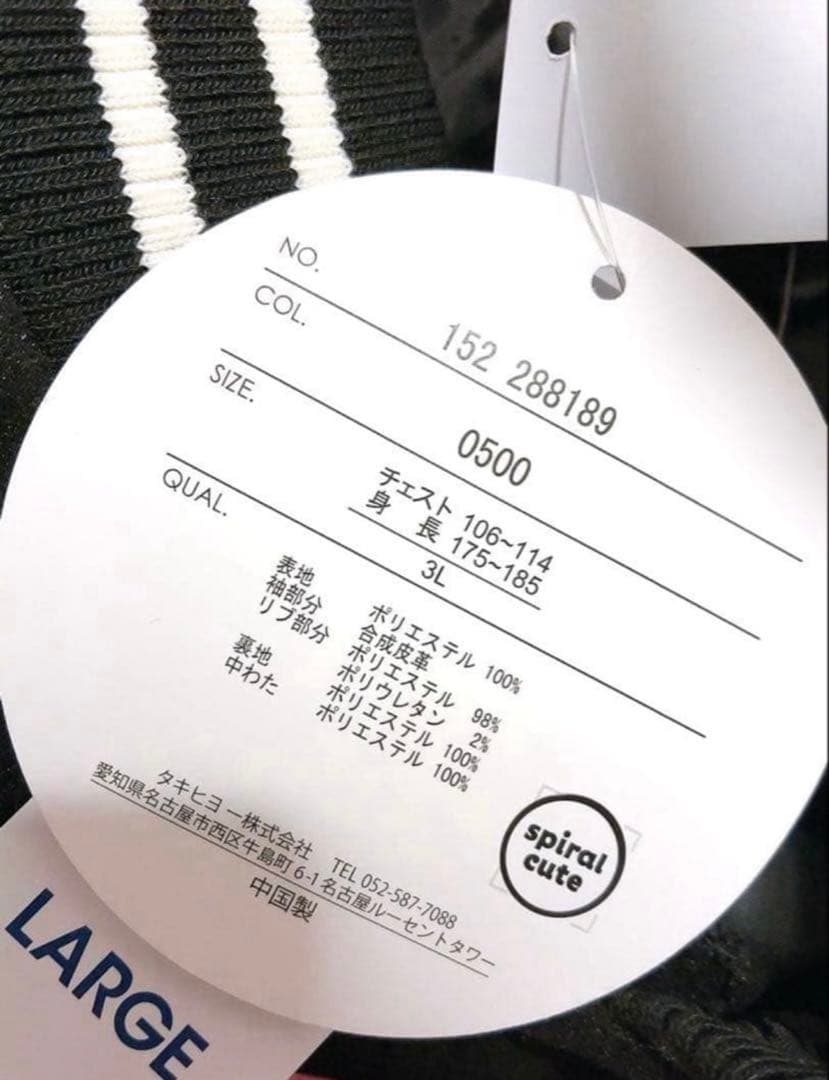 NO.
152 288189
COL.
0500
SIZE.
チェスト 106~114
身 長 175~185
3L
QUAL.
表地 ポリエステル 100%
袖部分 合成皮革
リブ部分 ポリエステル 98%
ポリウレタン 2%
裏地 ポリエステル 100%
中わた ポリエステル 100%
タキヒヨー株式会社 TEL 052-587-7088
愛知県名古屋市西区牛島町 6-1 名古屋ルーセントタワー
中国製
spiral
cute
LARGE